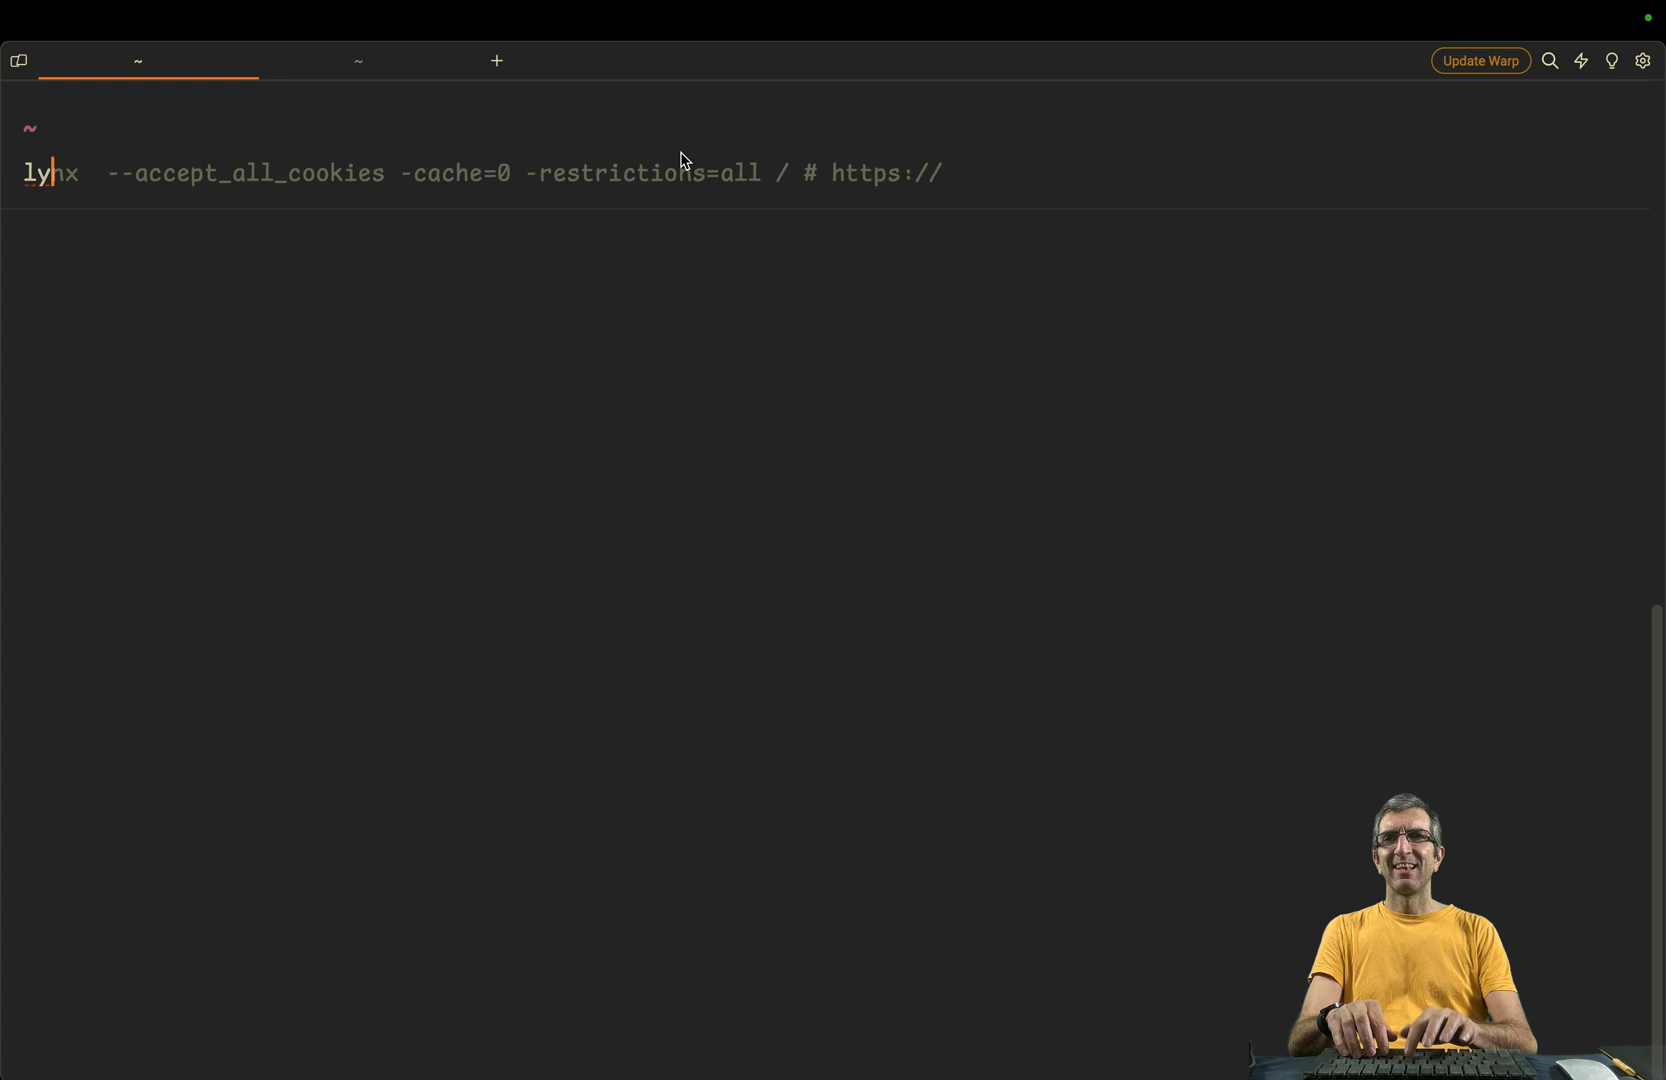 ~
~
+
Update Warp
~
lynx  --accept_all_cookies -cache=0 -restrictions=all / # https://